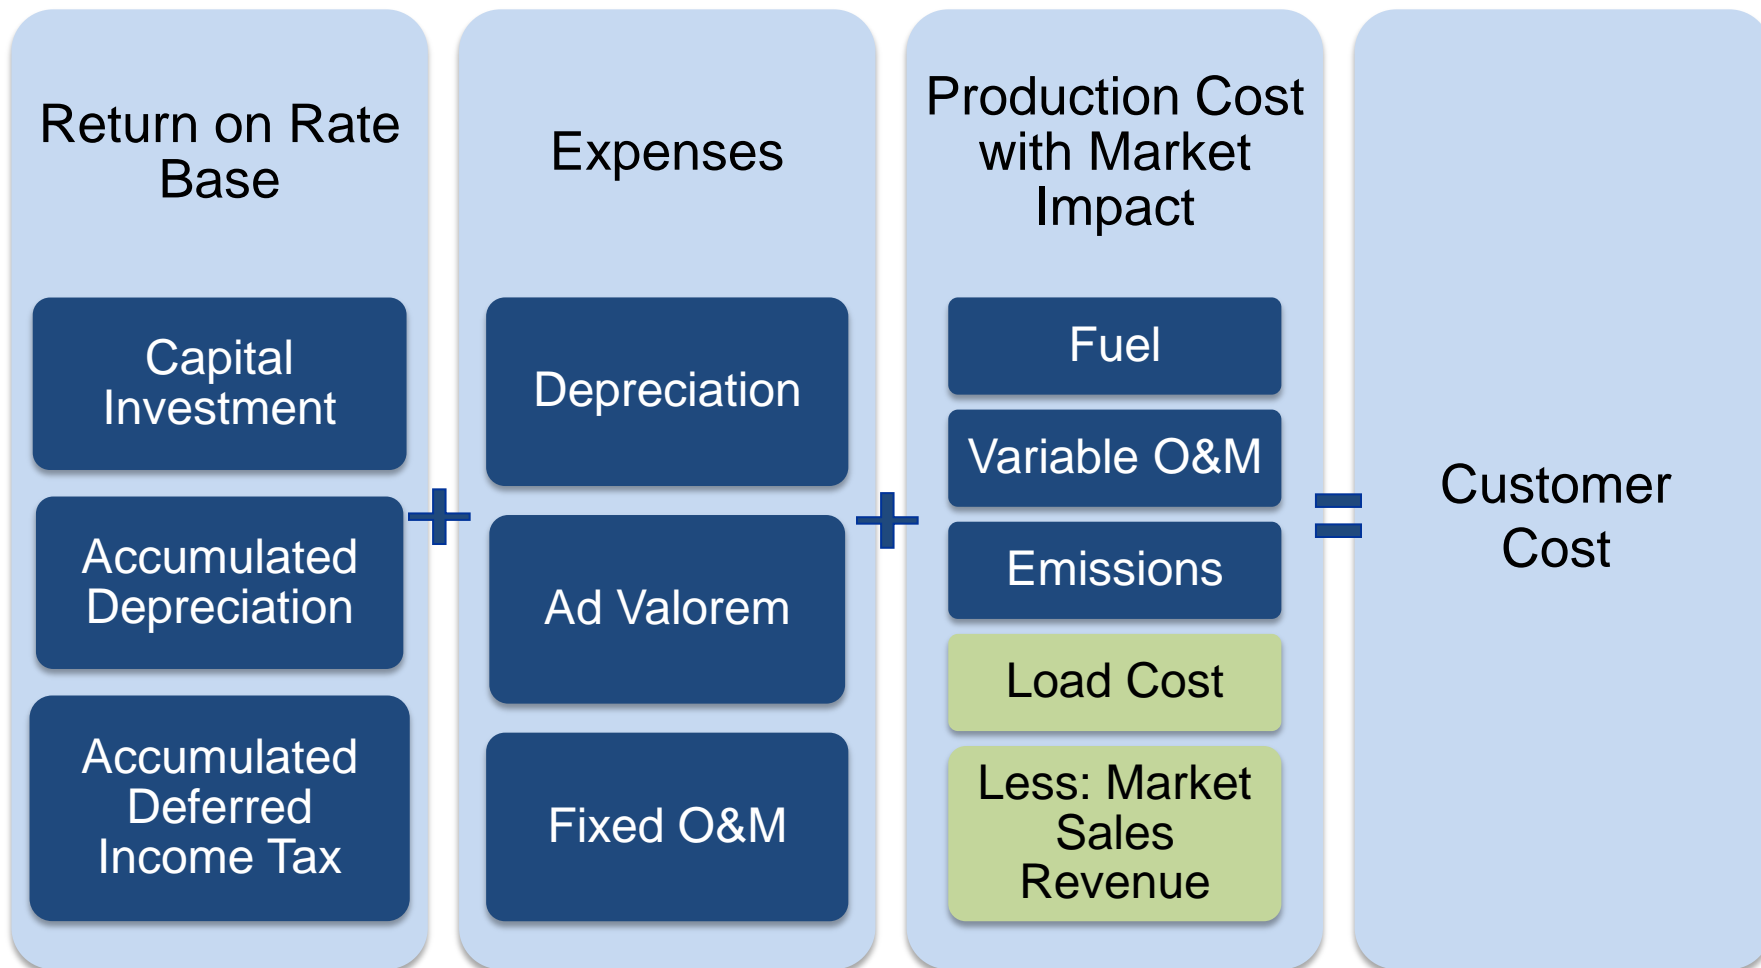 Return on Rate
Base
Capital
Investment
Accumulated
Depreciation
Accumulated
Deferred
Income Tax
+
Expenses
Depreciation
Ad Valorem
Fixed O&M
+
Production Cost
with Market
Impact
Fuel
Variable O&M
Emissions
Load Cost
Less: Market
Sales
Revenue
=
Customer
Cost